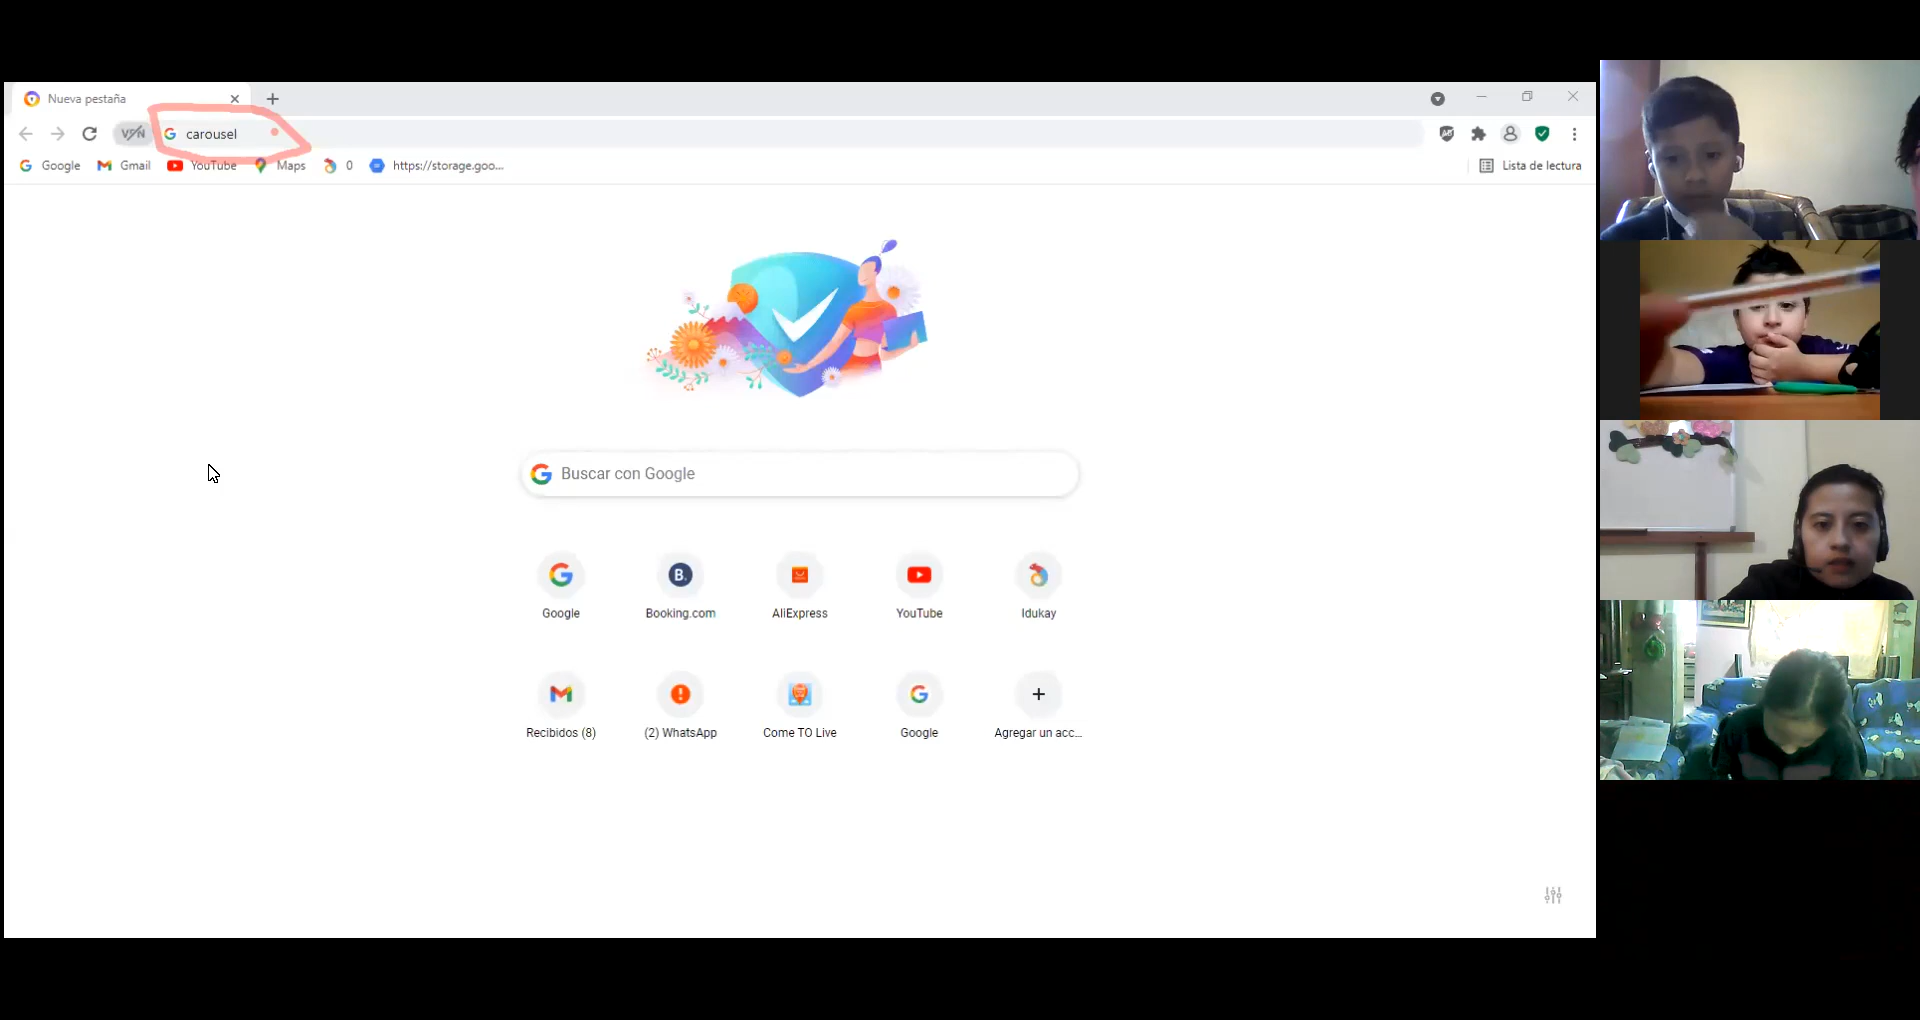 Nueva pestaña
VPN
carousel
Google
Gmail
YouTube
Maps
0
https://storage.goo...
Lista de lectura
Buscar con Google
Google
B.
Booking.com
AliExpress
YouTube
Idukay
Recibidos (8)
(2) WhatsApp
Come TO Live
Google
Agregar un acc...